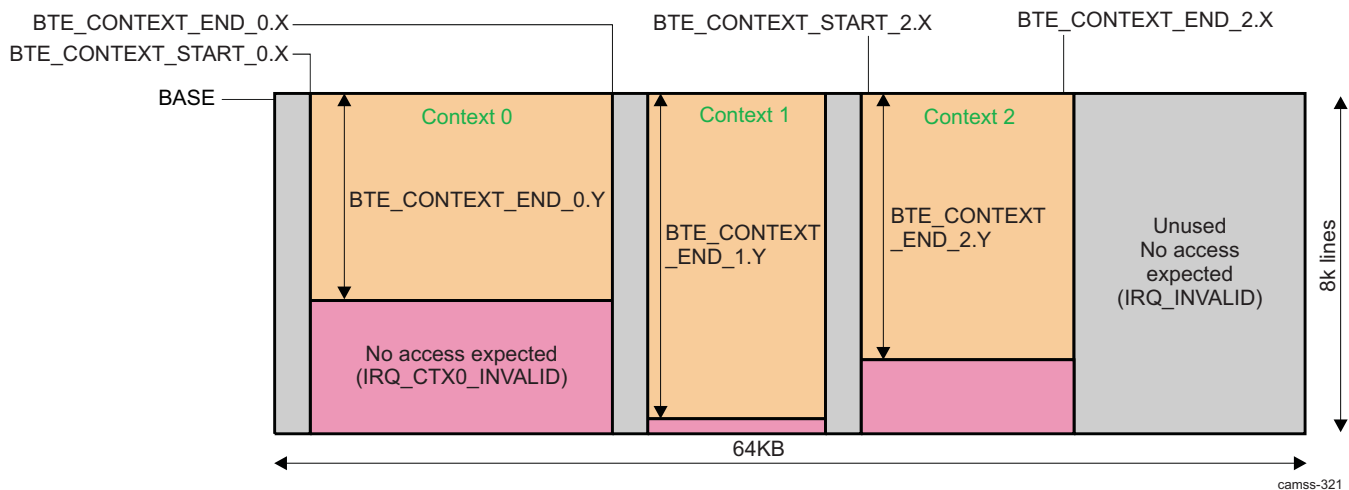 BTE_CONTEXT_END_0.X
BTE_CONTEXT_START_2.X
BTE_CONTEXT_END_2.X
BTE_CONTEXT_START_0.X
BASE
Context 0
Context 1
Context 2
BTE_CONTEXT_END_0.Y
BTE_CONTEXT
_END_1.Y
BTE_CONTEXT
_END_2.Y
Unused
No access
expected
(IRQ_INVALID)
8k lines
No access expected
(IRQ_CTX0_INVALID)
64KB
camss-321